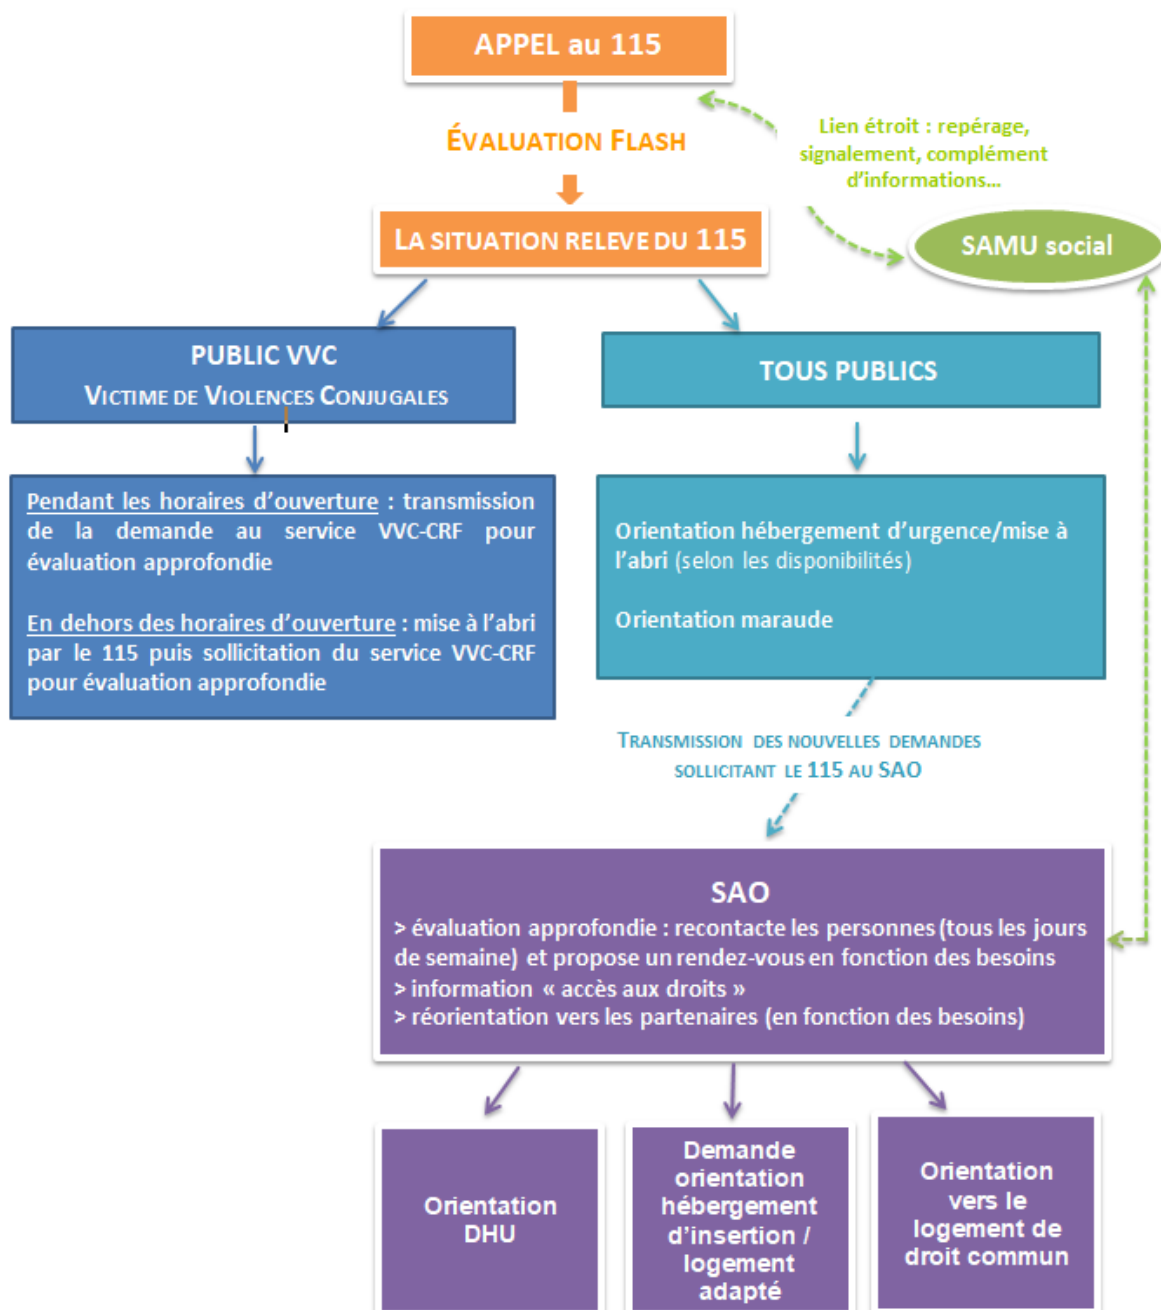 APPEL au 115
ÉVALUATION FLASH
Lien étroit : repérage,
signalement, complément
d'informations...
LA SITUATION RELEVE DU 115
SAMU social
PUBLIC VVC
VICTIME DE VIOLENCES CONJUGALES
TOUS PUBLICS
Pendant les horaires d'ouverture : transmission
de la demande au service VVC-CRF pour
évaluation approfondie
En dehors des horaires d'ouverture : mise à l'abri
par le 115 puis sollicitation du service VVC-CRF
pour évaluation approfondie
Orientation hébergement d'urgence/mise à
l'abri (selon les disponibilités)
Orientation maraude
TRANSMISSION DES NOUVELLES DEMANDES
SOLLICITANT LE 115 AU SAO
SAO
> évaluation approfondie : recontacte les personnes (tous les jours
de semaine) et propose un rendez-vous en fonction des besoins
> information « accès aux droits »
> réorientation vers les partenaires (en fonction des besoins)
Orientation
DHU
Demande
orientation
hébergement
d'insertion /
logement
adapté
Orientation
vers le
logement de
droit commun